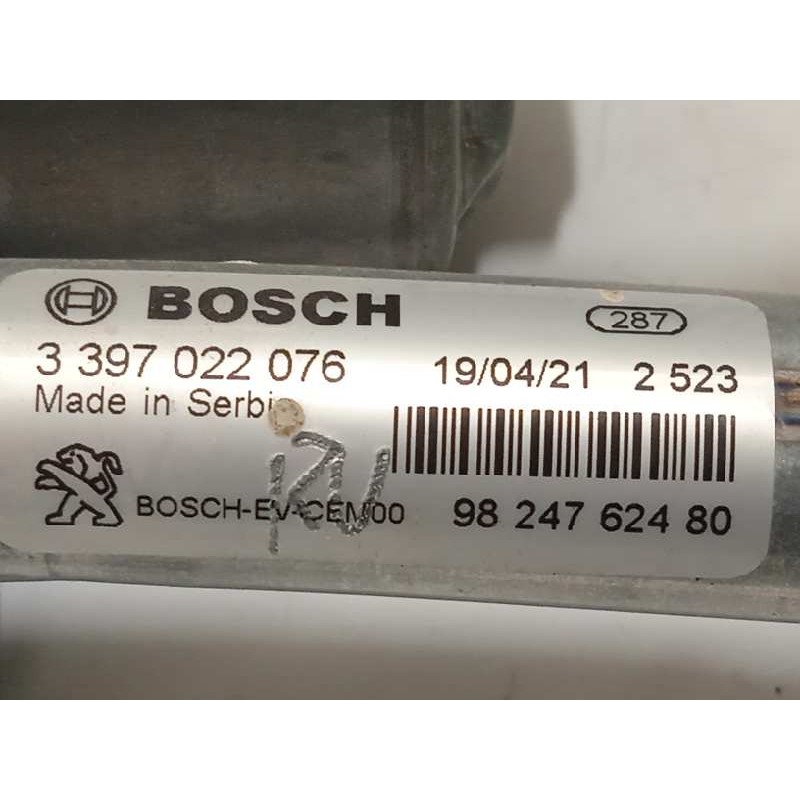 BOSCH
287
3 397 022 076 19/04/21 2 523
Made in Serbia
BOSCH-EV-CEM00 98 247 624 80